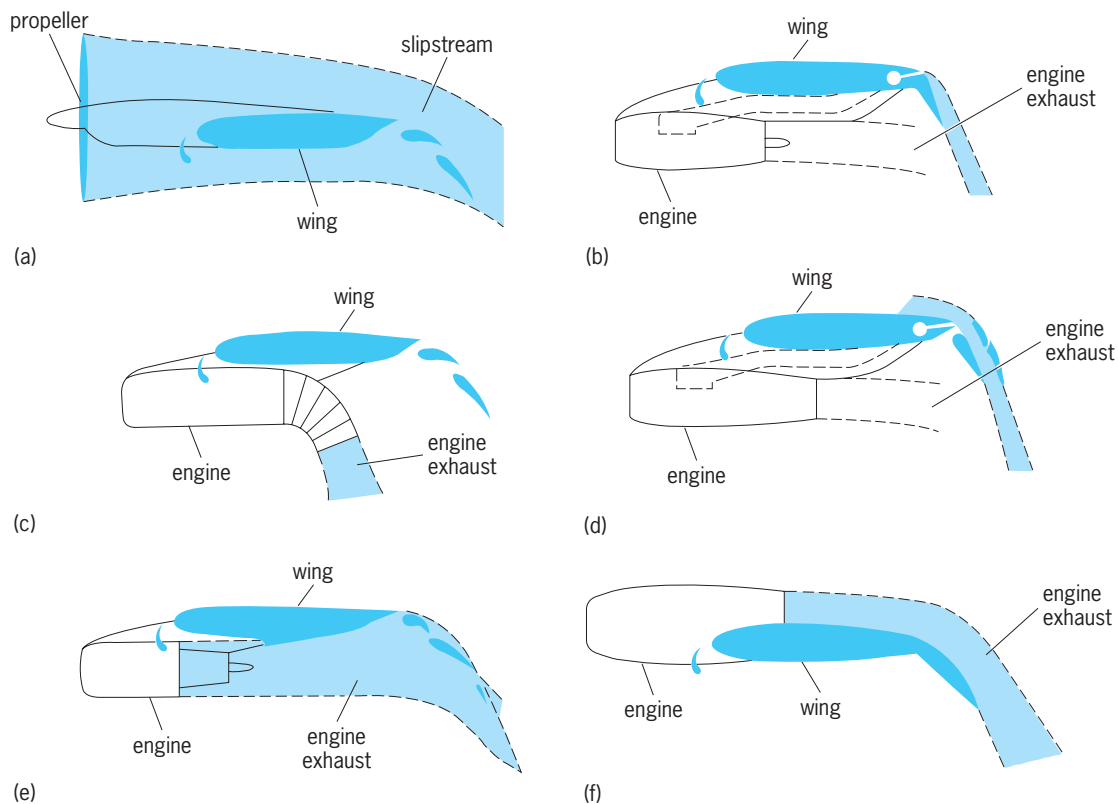 propeller
slipstream
wing
(a)
wing
engine
exhaust
engine
(b)
wing
engine
engine
exhaust
(c)
wing
engine
exhaust
engine
(d)
wing
engine
engine
exhaust
(e)
engine
exhaust
engine
wing
(f)